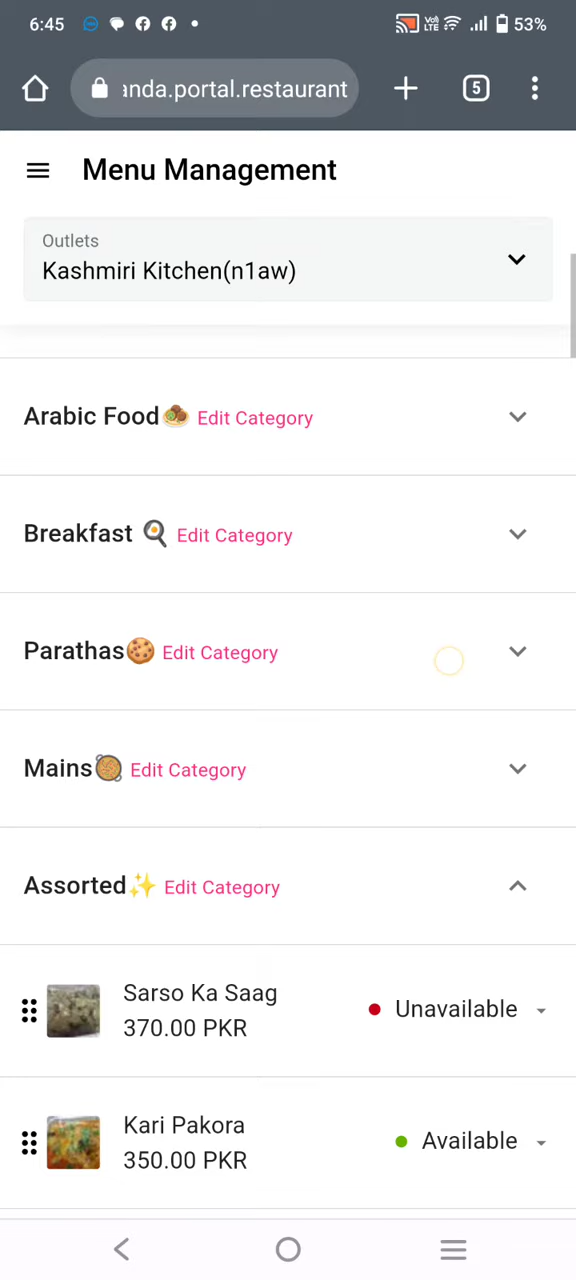 6:45 Vo) LTE 53%
anda.portal.restaurant 5
Menu Management
Outlets
Kashmiri Kitchen(n1aw)
Arabic Food🧆 Edit Category
Breakfast 🍳 Edit Category
Parathas🍪 Edit Category
Mains🥘 Edit Category
Assorted✨ Edit Category
Sarso Ka Saag
370.00 PKR
Unavailable
Kari Pakora
350.00 PKR
Available